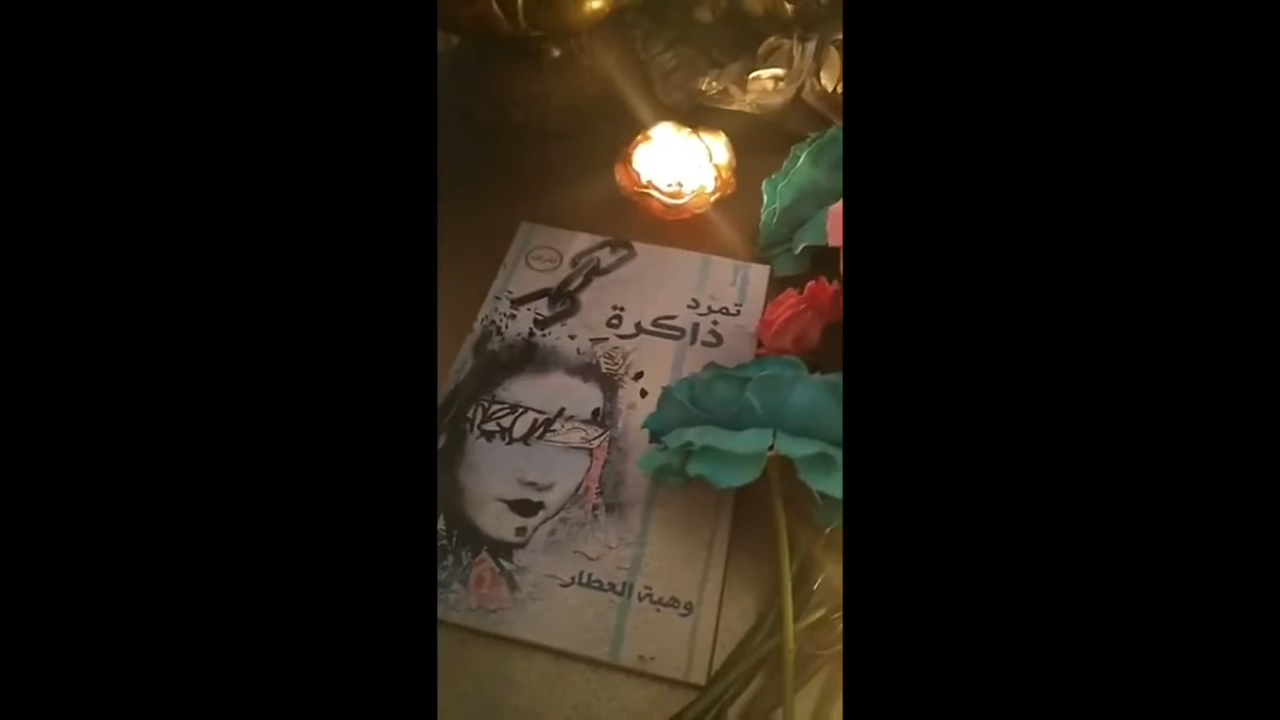 تمرد
ذاكرة
وهبة العطار